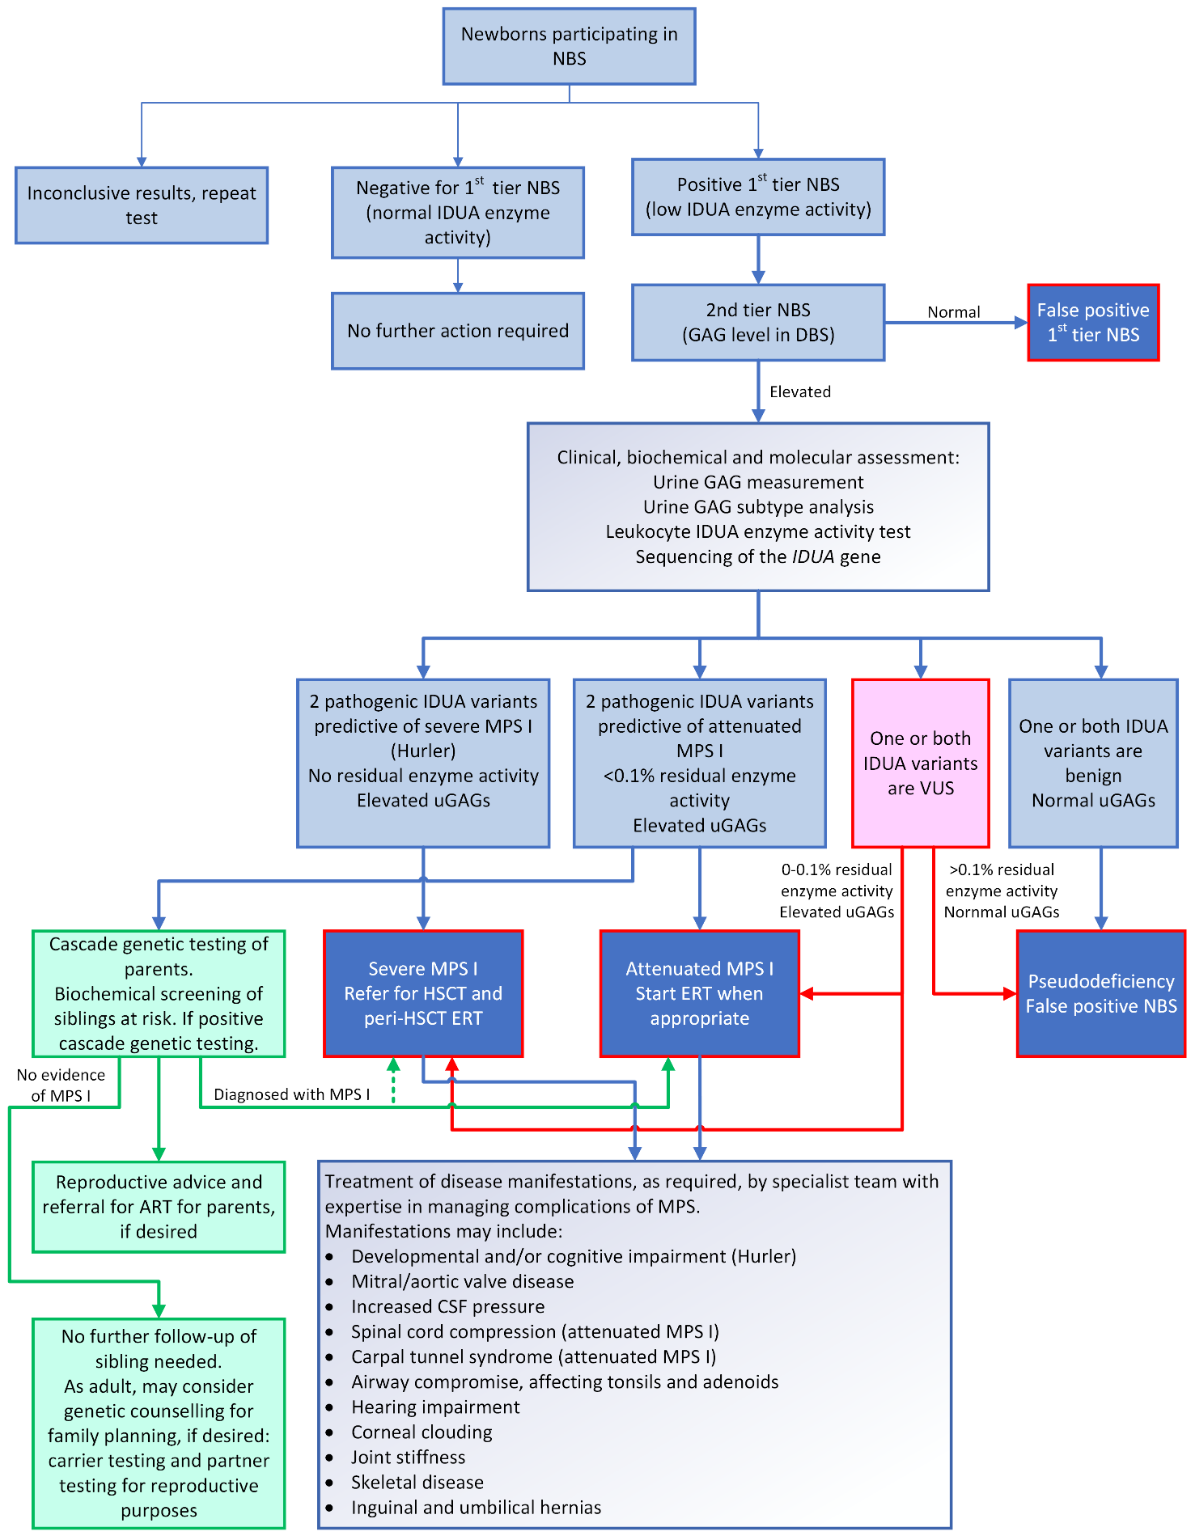 Newborns participating in
NBS
Inconclusive results, repeat
test
Negative for 1st tier NBS
(normal IDUA enzyme
activity)
Positive 1st tier NBS
(low IDUA enzyme activity)
No further action required
2nd tier NBS
(GAG level in DBS)
Normal
False positive
1st tier NBS
Elevated
Clinical, biochemical and molecular assessment:
Urine GAG measurement
Urine GAG subtype analysis
Leukocyte IDUA enzyme activity test
Sequencing of the IDUA gene
2 pathogenic IDUA variants
predictive of severe MPS I
(Hurler)
No residual enzyme activity
Elevated uGAGs
2 pathogenic IDUA variants
predictive of attenuated
MPS I
<0.1% residual enzyme
activity
Elevated uGAGs
One or both
IDUA variants
are VUS
One or both IDUA
variants are
benign
Normal uGAGs
0-0.1% residual
enzyme activity
Elevated uGAGs
>0.1% residual
enzyme activity
Nornmal uGAGs
Cascade genetic testing of
parents.
Biochemical screening of
siblings at risk. If positive
cascade genetic testing.
Severe MPS I
Refer for HSCT and
peri-HSCT ERT
Attenuated MPS I
Start ERT when
appropriate
Pseudodeficiency
False positive NBS
No evidence
of MPS I
Diagnosed with MPS I
Reproductive advice and
referral for ART for parents,
if desired
No further follow-up of
sibling needed.
As adult, may consider
genetic counselling for
family planning, if desired:
carrier testing and partner
testing for reproductive
purposes
Treatment of disease manifestations, as required, by specialist team with
expertise in managing complications of MPS.
Manifestations may include:
• Developmental and/or cognitive impairment (Hurler)
• Mitral/aortic valve disease
• Increased CSF pressure
• Spinal cord compression (attenuated MPS I)
• Carpal tunnel syndrome (attenuated MPS I)
• Airway compromise, affecting tonsils and adenoids
• Hearing impairment
• Corneal clouding
• Joint stiffness
• Skeletal disease
• Inguinal and umbilical hernias